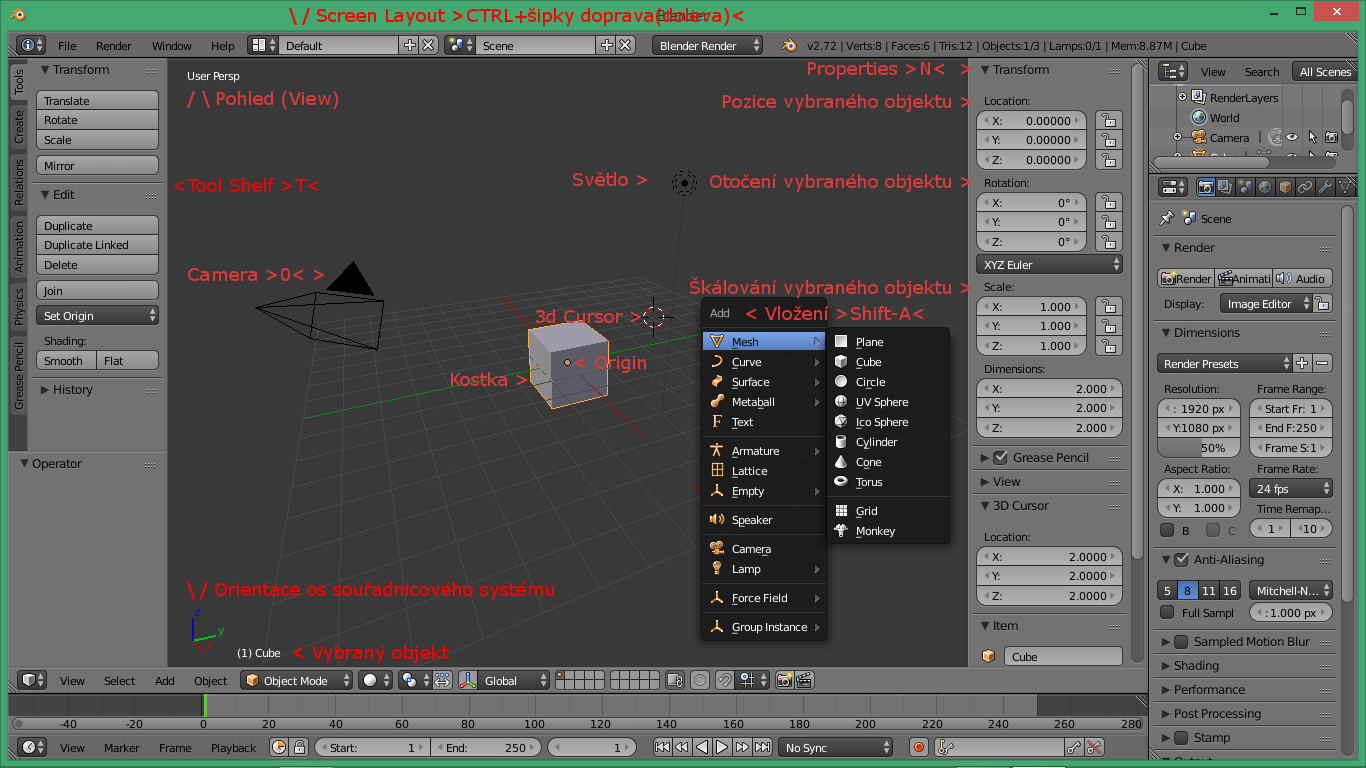 \ / Screen Layout >CTRL+šipky doprava(doleva)<
File Render Window Help Default Scene Blender Render v2.72 | Verts:8 | Faces:6 | Tris:12 | Objects:1/3 | Lamps:0/1 | Mem:8.87M | Cube
Tools
Create
Relations
Animation
Physics
Grease Pencil
Transform
Translate
Rotate
Scale
Mirror
Edit
Duplicate
Duplicate Linked
Delete
Join
Set Origin
Shading:
Smooth Flat
History
Operator
User Persp
/ \ Pohled (View)
<Tool Shelf >T<
Camera >0< >
Světlo >
3d Cursor >
< Origin
Kostka >
Properties >N< >
Pozice vybraného objektu >
Otočení vybraného objektu >
Škálování vybraného objektu >
Add < Vložení >Shift-A<
Mesh
Curve
Surface
Metaball
Text
Armature
Lattice
Empty
Speaker
Camera
Lamp
Force Field
Group Instance
Plane
Cube
Circle
UV Sphere
Ico Sphere
Cylinder
Cone
Torus
Grid
Monkey
\ / Orientace os souřadnicového systému
z
y
x
(1) Cube < Vybraný objekt
Transform
Location:
X: 0.00000
Y: 0.00000
Z: 0.00000
Rotation:
X: 0°
Y: 0°
Z: 0°
XYZ Euler
Scale:
X: 1.000
Y: 1.000
Z: 1.000
Dimensions:
X: 2.000
Y: 2.000
Z: 2.000
Grease Pencil
View
3D Cursor
Location:
X: 2.0000
Y: 2.0000
Z: 2.0000
Item
Cube
View Search All Scenes
RenderLayers
World
Camera
Scene
Render
Render Animati Audio
Display: Image Editor
Dimensions
Render Presets
Resolution: Frame Range:
: 1920 px Start Fr: 1
Y:1080 px End F:250
50% Frame S:1
Aspect Ratio: Frame Rate:
X: 1.000 24 fps
Y: 1.000 Time Remap...
B C 1 10
Anti-Aliasing
5 8 11 16 Mitchell-N...
Full Sampl : 1.000 px
Sampled Motion Blur
Shading
Performance
Post Processing
Stamp
View Select Add Object Object Mode Global
-40 -20 0 20 40 60 80 100 120 140 160 180 200 220 240 260 280
View Marker Frame Playback Start: 1 End: 250 1 No Sync